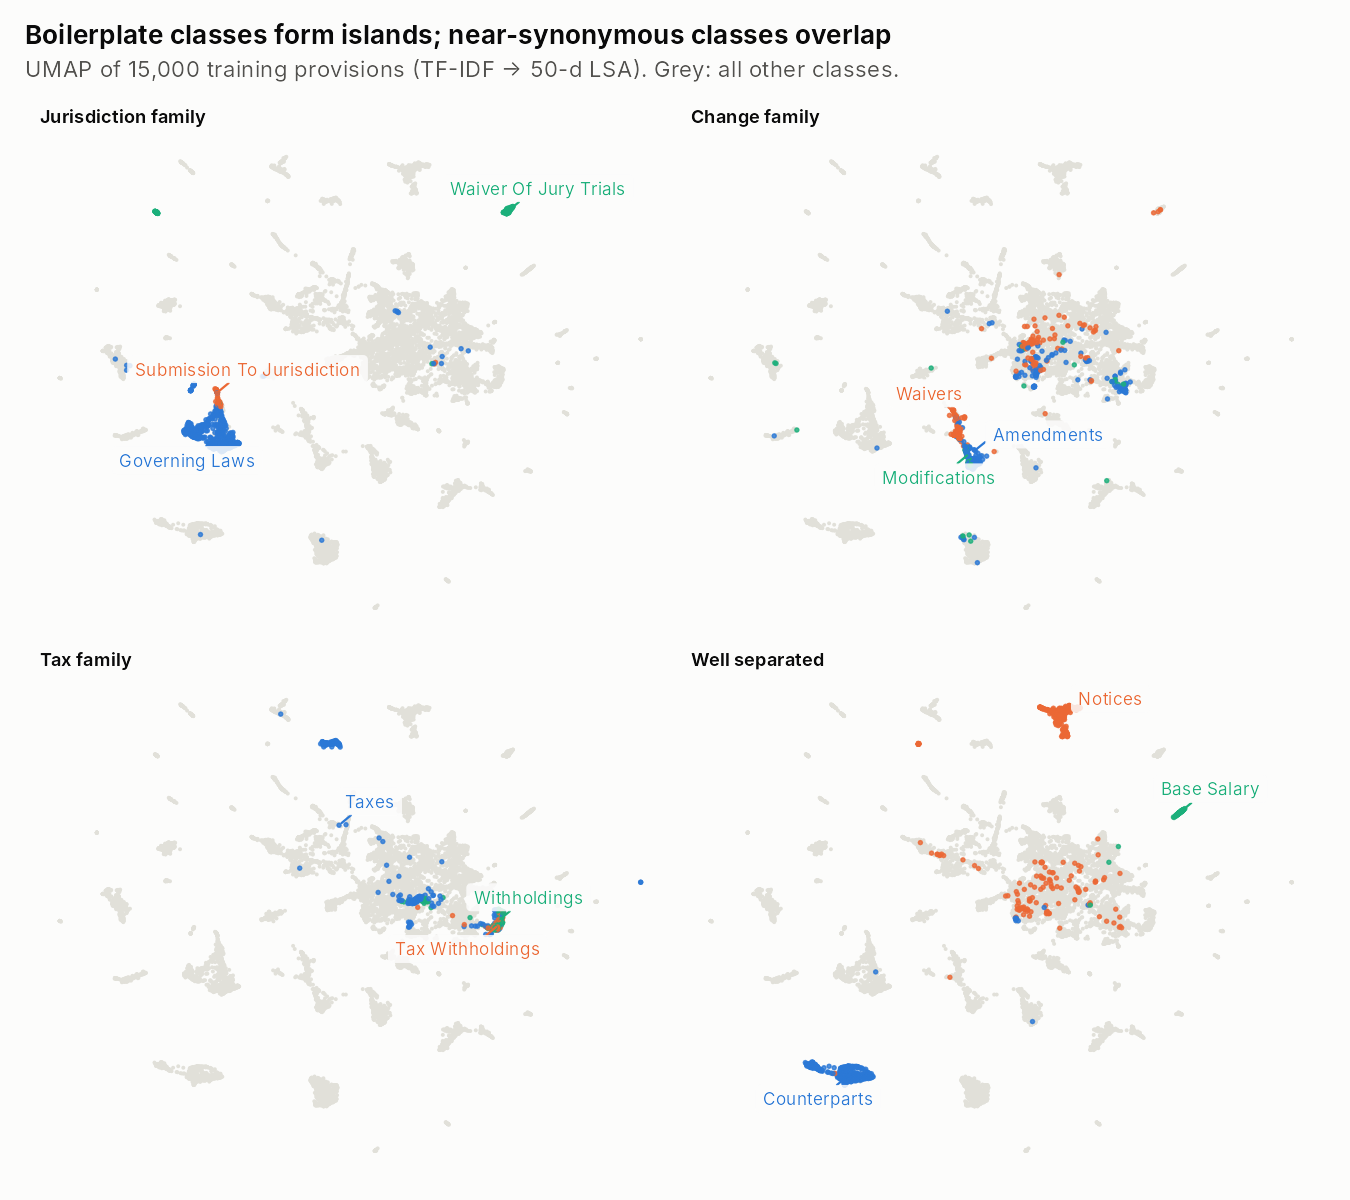 Boilerplate classes form islands; near-synonymous classes overlap
UMAP of 15,000 training provisions (TF-IDF → 50-d LSA). Grey: all other classes.
Jurisdiction family
Waiver Of Jury Trials
Submission To Jurisdiction
Governing Laws
Change family
Waivers
Amendments
Modifications
Tax family
Taxes
Withholdings
Tax Withholdings
Well separated
Notices
Base Salary
Counterparts